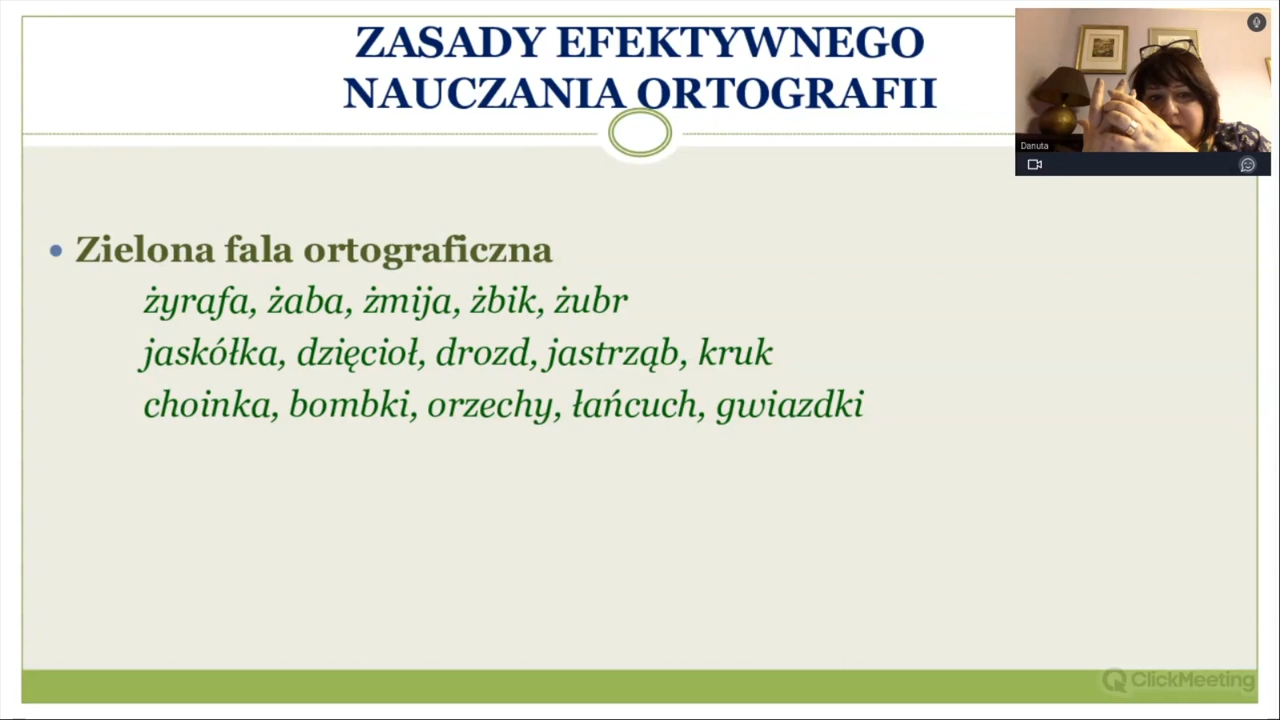 ZASADY EFEKTYWNEGO
NAUCZANIA ORTOGRAFII
Danuta
• Zielona fala ortograficzna
żyrafa, żaba, żmija, żbik, żubr
jaskółka, dzięcioł, drozd, jastrząb, kruk
choinka, bombki, orzechy, łańcuch, gwiazdki
ClickMeeting